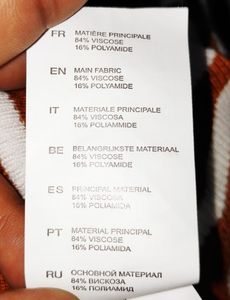 FR MATIÈRE PRINCIPALE
84% VISCOSE
16% POLYAMIDE
EN MAIN FABRIC
84% VISCOSE
16% POLYAMIDE
IT MATERIALE PRINCIPALE
84% VISCOSA
16% POLIAMMIDE
BE BELANGRIJKSTE MATERIAAL
84% VISCOSE
16% POLYAMIDE
ES PRINCIPAL MATERIAL
84% VISCOSA
16% POLIAMIDA
PT MATERIAL PRINCIPAL
84% VISCOSE
16% POLIAMIDA
RU ОСНОВНОЙ МАТЕРИАЛ
84% ВИСКОЗА
16% ПОЛИАМИД